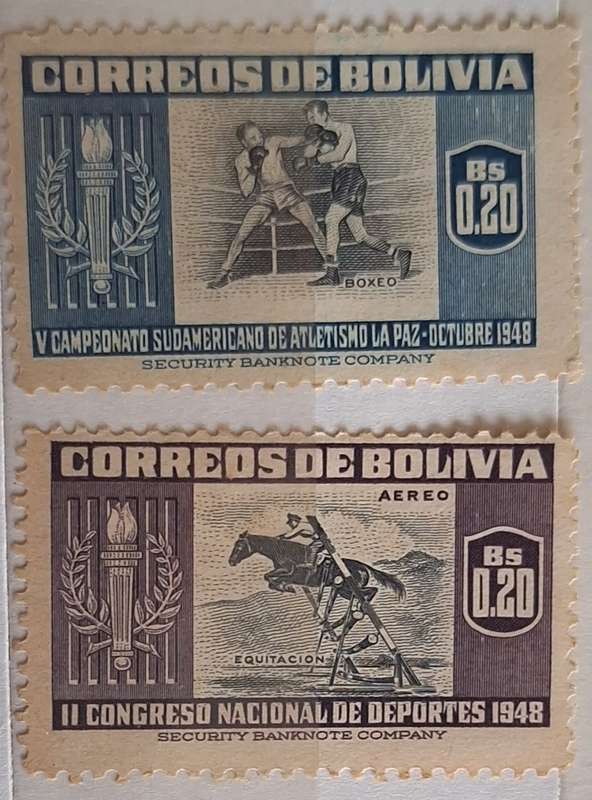 CORREOS DE BOLIVIA
Bs
0.20
BOXEO
V CAMPEONATO SUDAMERICANO DE ATLETISMO LA PAZ-OCTUBRE 1948
SECURITY BANKNOTE COMPANY
CORREOS DE BOLIVIA
AEREO
Bs
0.20
EQUITACION
II CONGRESO NACIONAL DE DEPORTES 1948
SECURITY BANKNOTE COMPANY